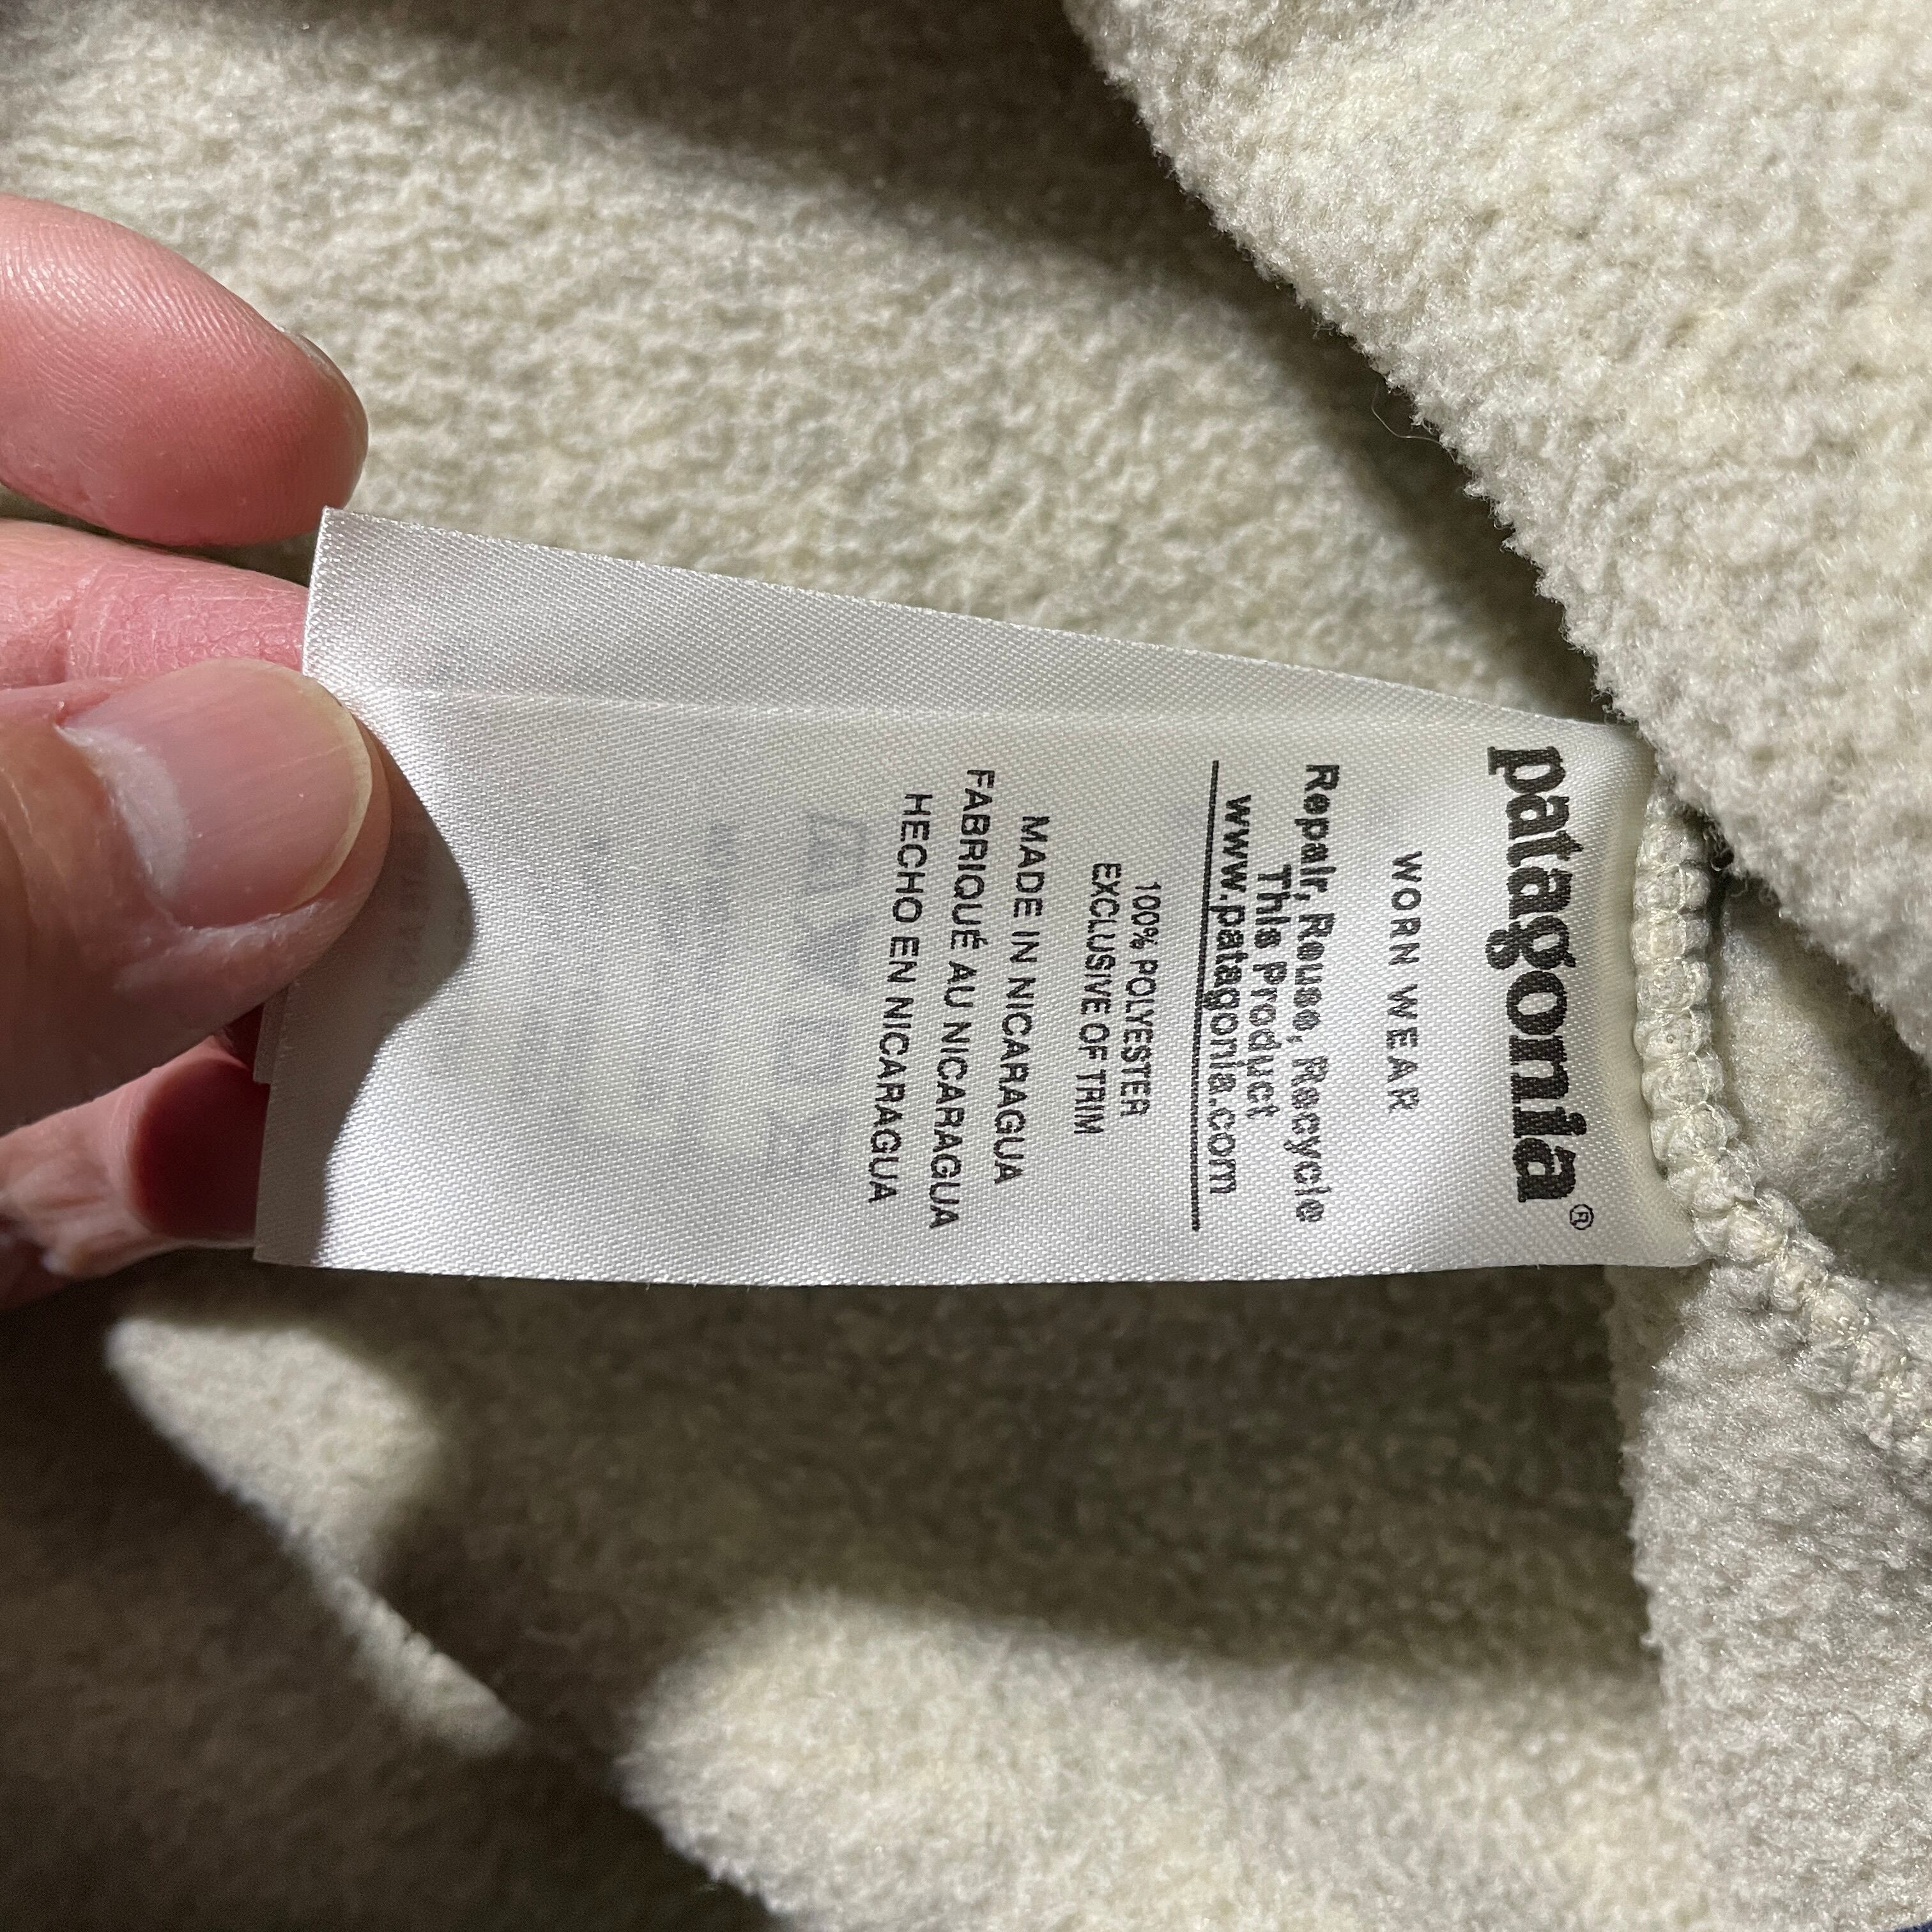 patagonia®
WORN WEAR
Repair, Reuse, Recycle
This Product
www.patagonia.com
100% POLYESTER
EXCLUSIVE OF TRIM
MADE IN NICARAGUA
FABRIQUÉ AU NICARAGUA
HECHO EN NICARAGUA